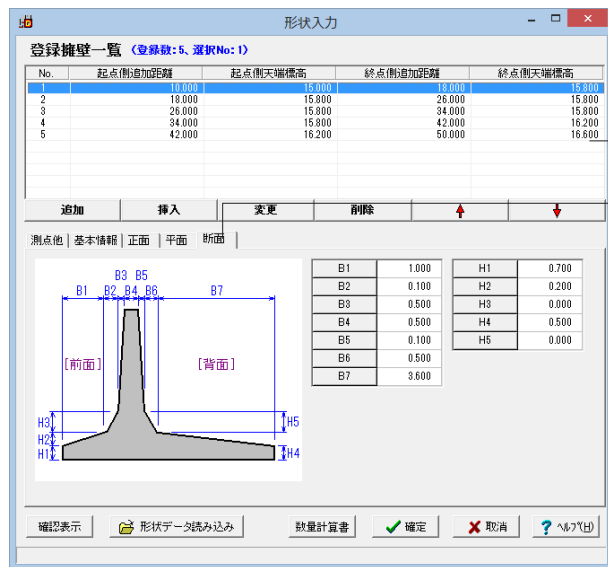 形状入力
登録擁壁一覧 (登録数:5、選択No:1)
No. 起点側追加距離 起点側天端標高 終点側追加距離 終点側天端標高
1 10.000 15.000 18.000 15.800
2 18.000 15.800 26.000 15.800
3 26.000 15.800 34.000 15.800
4 34.000 15.800 42.000 16.200
5 42.000 16.200 50.000 16.600
追加 挿入 変更 削除
測点他 基本情報 正面 平面 断面
B3 B5
B1 B2 B4 B6 B7
[前面] [背面]
H3 H5
H2
H1 H4
B1 1.000 H1 0.700
B2 0.100 H2 0.200
B3 0.500 H3 0.000
B4 0.500 H4 0.500
B5 0.100 H5 0.000
B6 0.500
B7 3.600
確認表示 形状データ読み込み 数量計算書 確定 取消 ヘルプ(H)